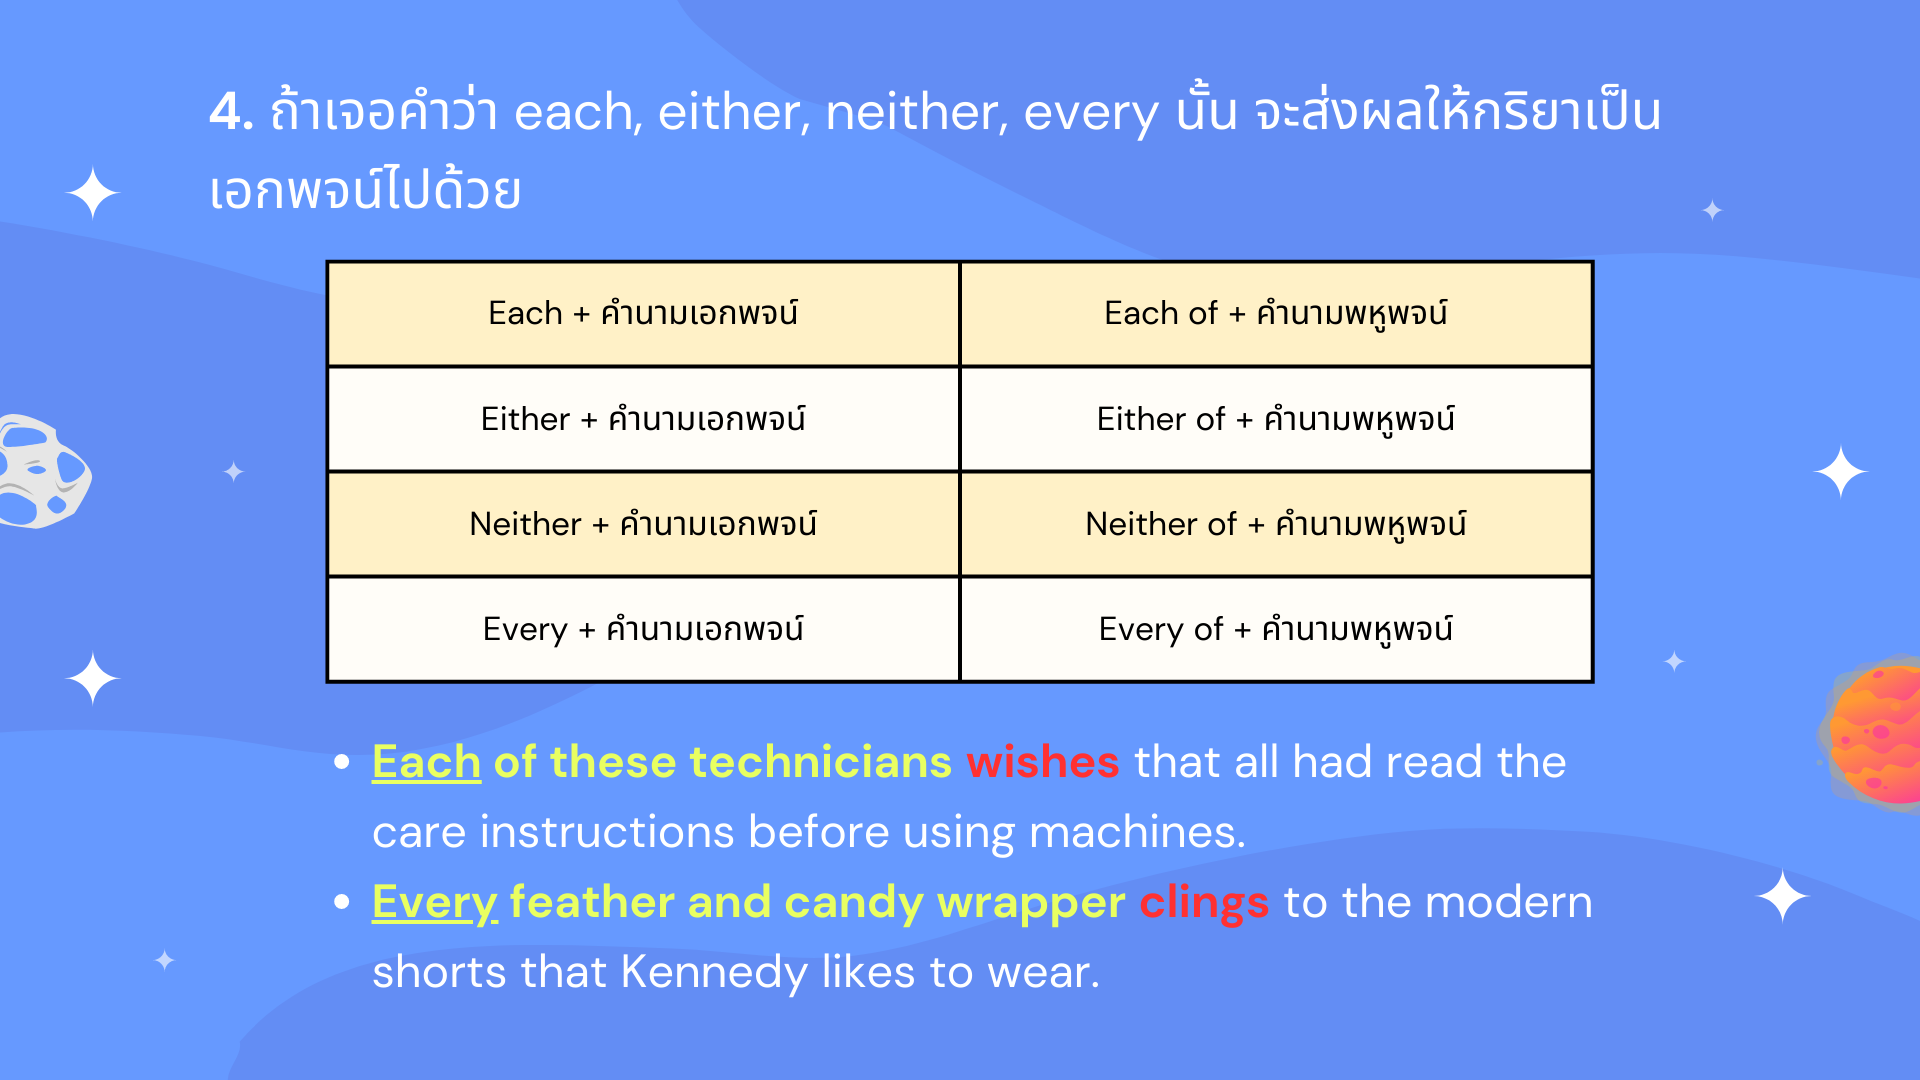 4. ถ้าเจอคำว่า each, either, neither, every นั้น จะส่งผลให้กริยาเป็น
เอกพจน์ไปด้วย
Each + คำนามเอกพจน์
Each of + คำนามพหูพจน์
Either + คำนามเอกพจน์
Either of + คำนามพหูพจน์
Neither + คำนามเอกพจน์
Neither of + คำนามพหูพจน์
Every + คำนามเอกพจน์
Every of + คำนามพหูพจน์
• Each of these technicians wishes that all had read the
care instructions before using machines.
• Every feather and candy wrapper clings to the modern
shorts that Kennedy likes to wear.